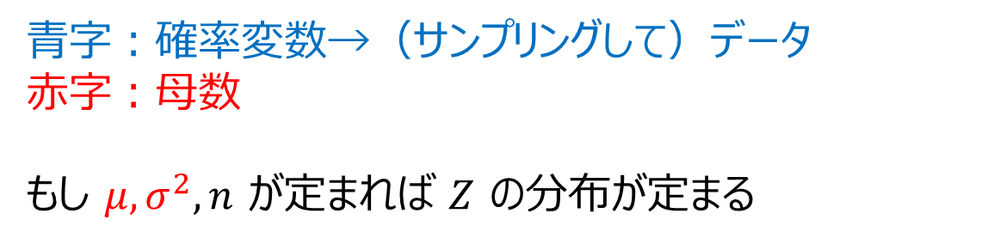 青字：確率変数→（サンプリングして）データ
赤字：母数
もし μ, σ², n が定まれば Z の分布が定まる